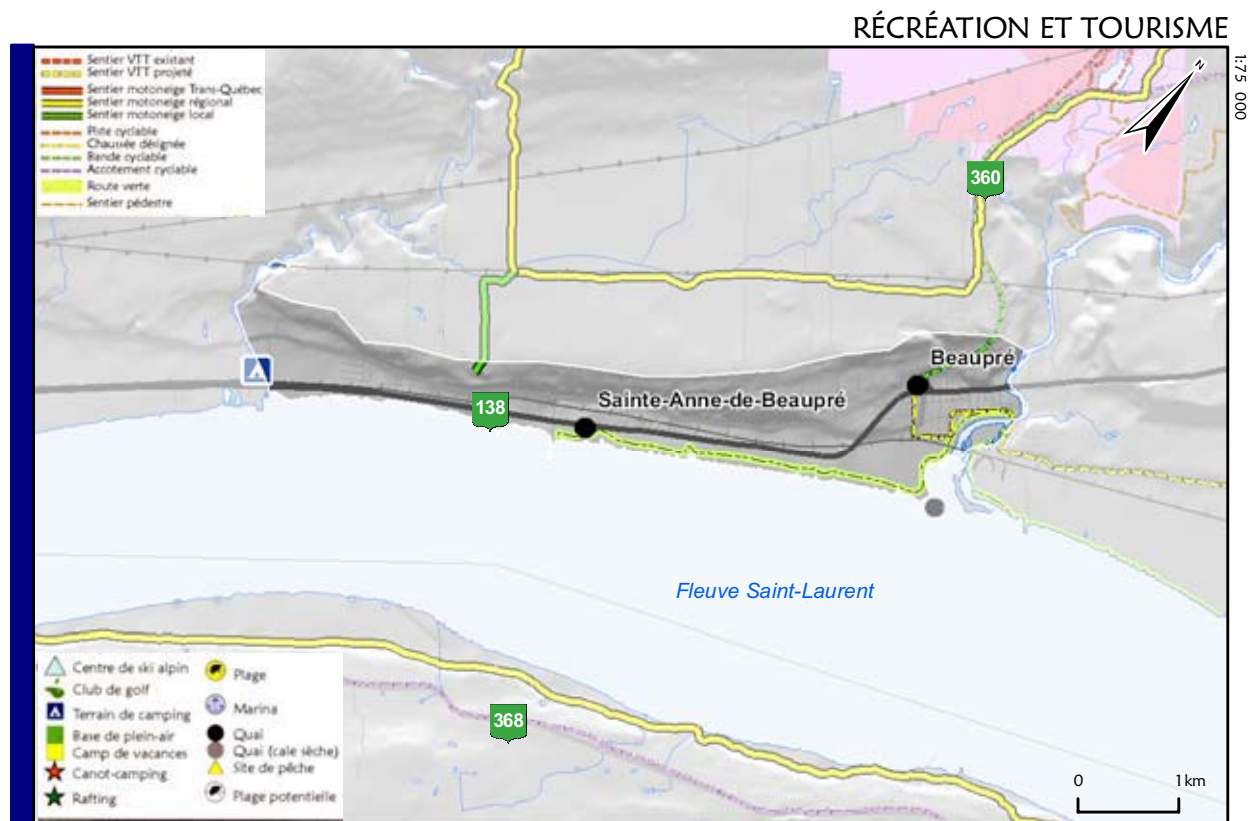 RÉCRÉATION ET TOURISME
1:75 000
N
Sentier VTT existant
Sentier VTT projeté
Sentier motoneige Trans-Québec
Sentier motoneige régional
Sentier motoneige local
Piste cyclable
Chaussée désignée
Bande cyclable
Accotement cyclable
Route verte
Sentier pédestre
360
Beaupré
138
Sainte-Anne-de-Beaupré
Fleuve Saint-Laurent
368
Centre de ski alpin
Club de golf
Terrain de camping
Base de plein-air
Camp de vacances
Canot-camping
Rafting
Plage
Marina
Quai
Quai (cale sèche)
Site de pêche
Plage potentielle
0 1 km